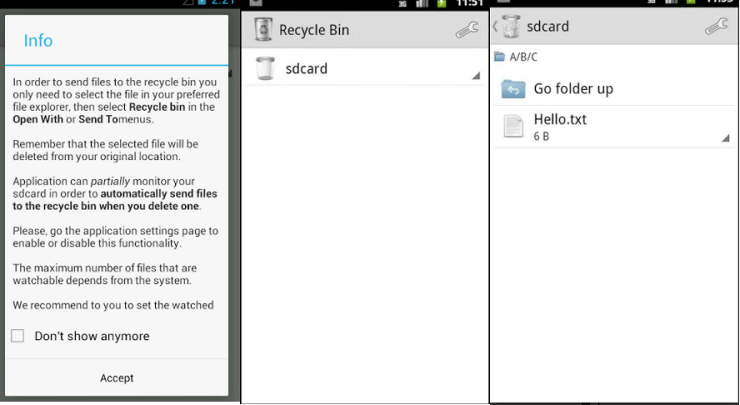 2:21
Info
In order to send files to the recycle bin you
only need to select the file in your preferred
file explorer, then select Recycle bin in the
Open With or Send Tomenus.
Remember that the selected file will be
deleted from your original location.
Application can partially monitor your
sdcard in order to automatically send files
to the recycle bin when you delete one.
Please, go the application settings page to
enable or disable this functionality.
The maximum number of files that are
watchable depends from the system.
We recommend to you to set the watched
Don't show anymore
Accept
3G 11:51
Recycle Bin
sdcard
3G
sdcard
A/B/C
Go folder up
Hello.txt
6 B